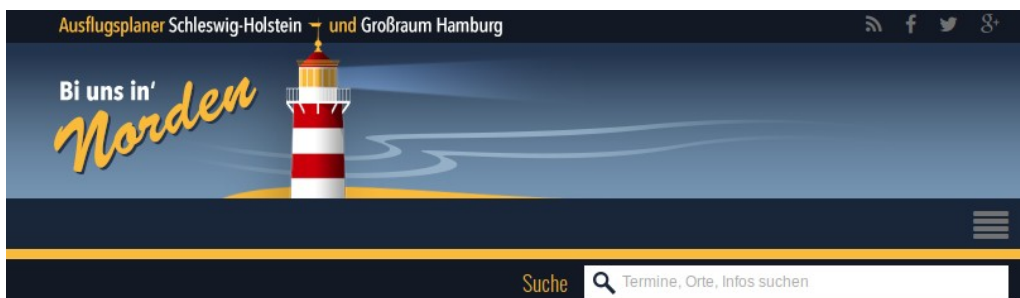 Ausflugsplaner Schleswig-Holstein und Großraum Hamburg
Bi uns in'
Norden
Suche
Termine, Orte, Infos suchen